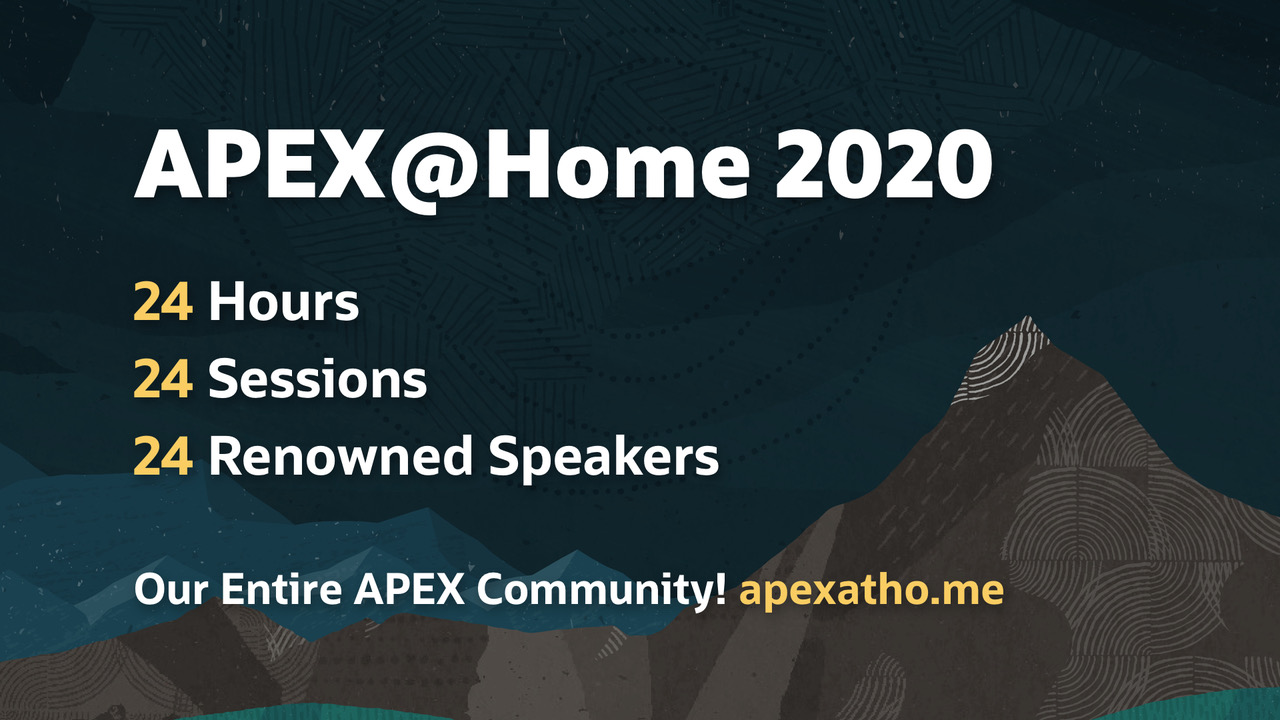 APEX@Home 2020
24 Hours
24 Sessions
24 Renowned Speakers
Our Entire APEX Community! apexatho.me